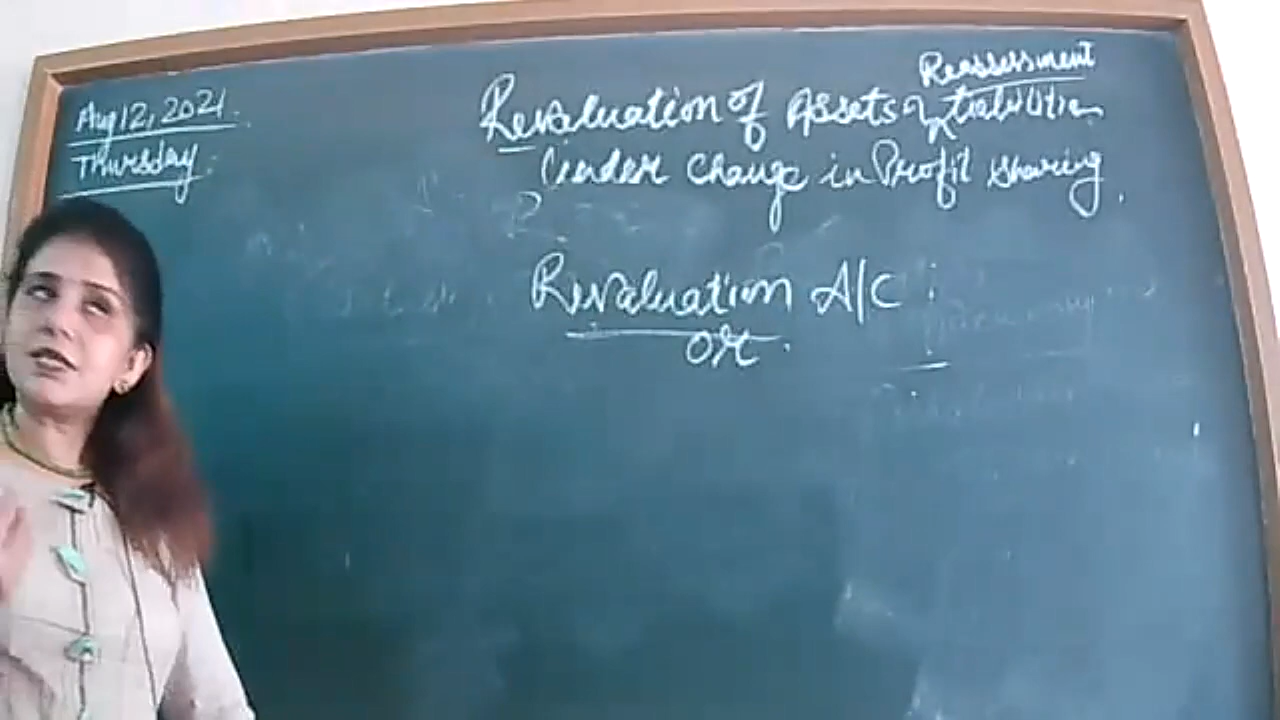 Aug 12, 2021.
Thursday.
Reassessment
Revaluation of Assets & Liabilities
Under Change in Profit Sharing.
Revaluation A/C :
or.